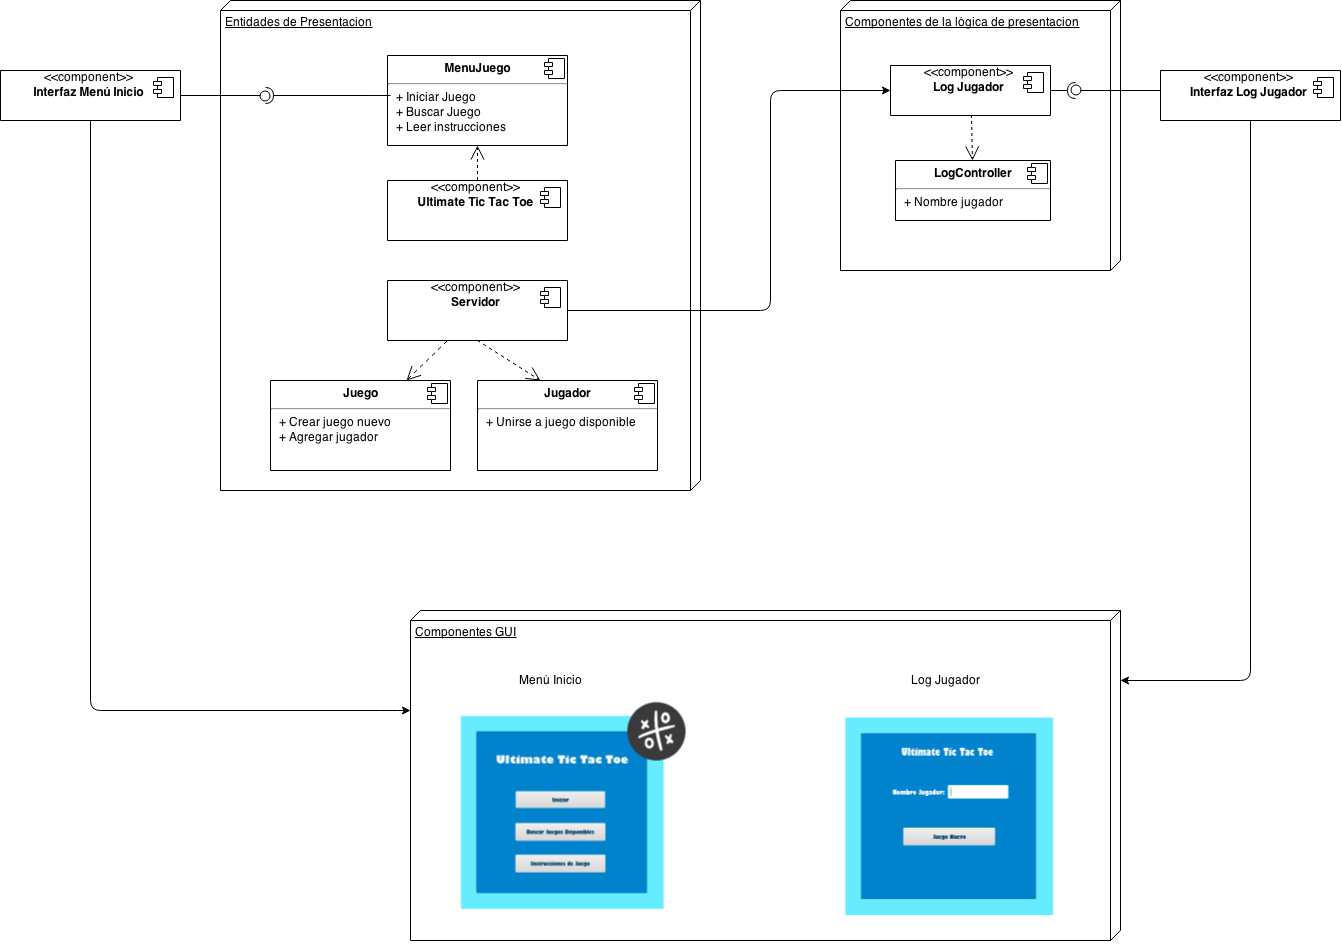 Entidades de Presentacion
Componentes de la lógica de presentacion
<<component>>
Interfaz Menú Inicio
MenuJuego
+ Iniciar Juego
+ Buscar Juego
+ Leer instrucciones
<<component>>
Log Jugador
<<component>>
Interfaz Log Jugador
<<component>>
Ultimate Tic Tac Toe
LogController
+ Nombre jugador
<<component>>
Servidor
Juego
+ Crear juego nuevo
+ Agregar jugador
Jugador
+ Unirse a juego disponible
Componentes GUI
Menú Inicio
Log Jugador
Ultimate Tic Tac Toe
Iniciar
Buscar Juegos Disponibles
Instrucciones de Juego
Ultimate Tic Tac Toe
Nombre Jugador:
Juego Nuevo